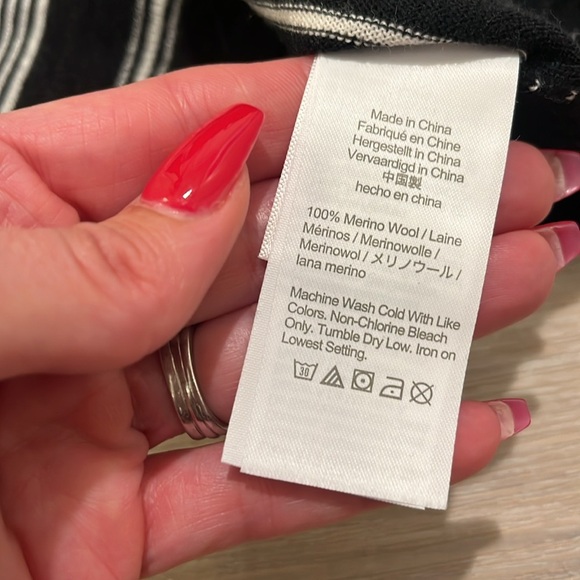 Made in China
Fabriqué en Chine
Hergestellt in China
Vervaardigd in China
中国製
hecho en china
100% Merino Wool / Laine
Mérinos / Merinowolle /
Merinowol / メリノウール /
lana merino
Machine Wash Cold With Like
Colors. Non-Chlorine Bleach
Only. Tumble Dry Low. Iron on
Lowest Setting.
30